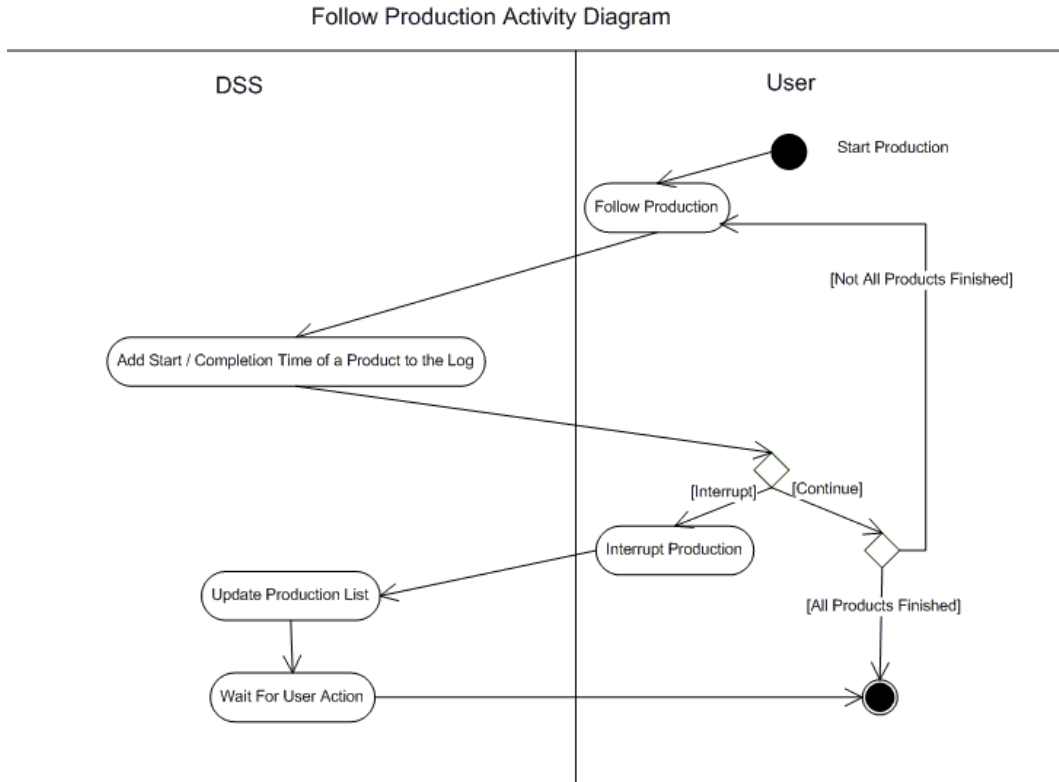 Follow Production Activity Diagram
DSS
User
Start Production
Follow Production
[Not All Products Finished]
Add Start / Completion Time of a Product to the Log
[Interrupt]
[Continue]
Interrupt Production
Update Production List
[All Products Finished]
Wait For User Action